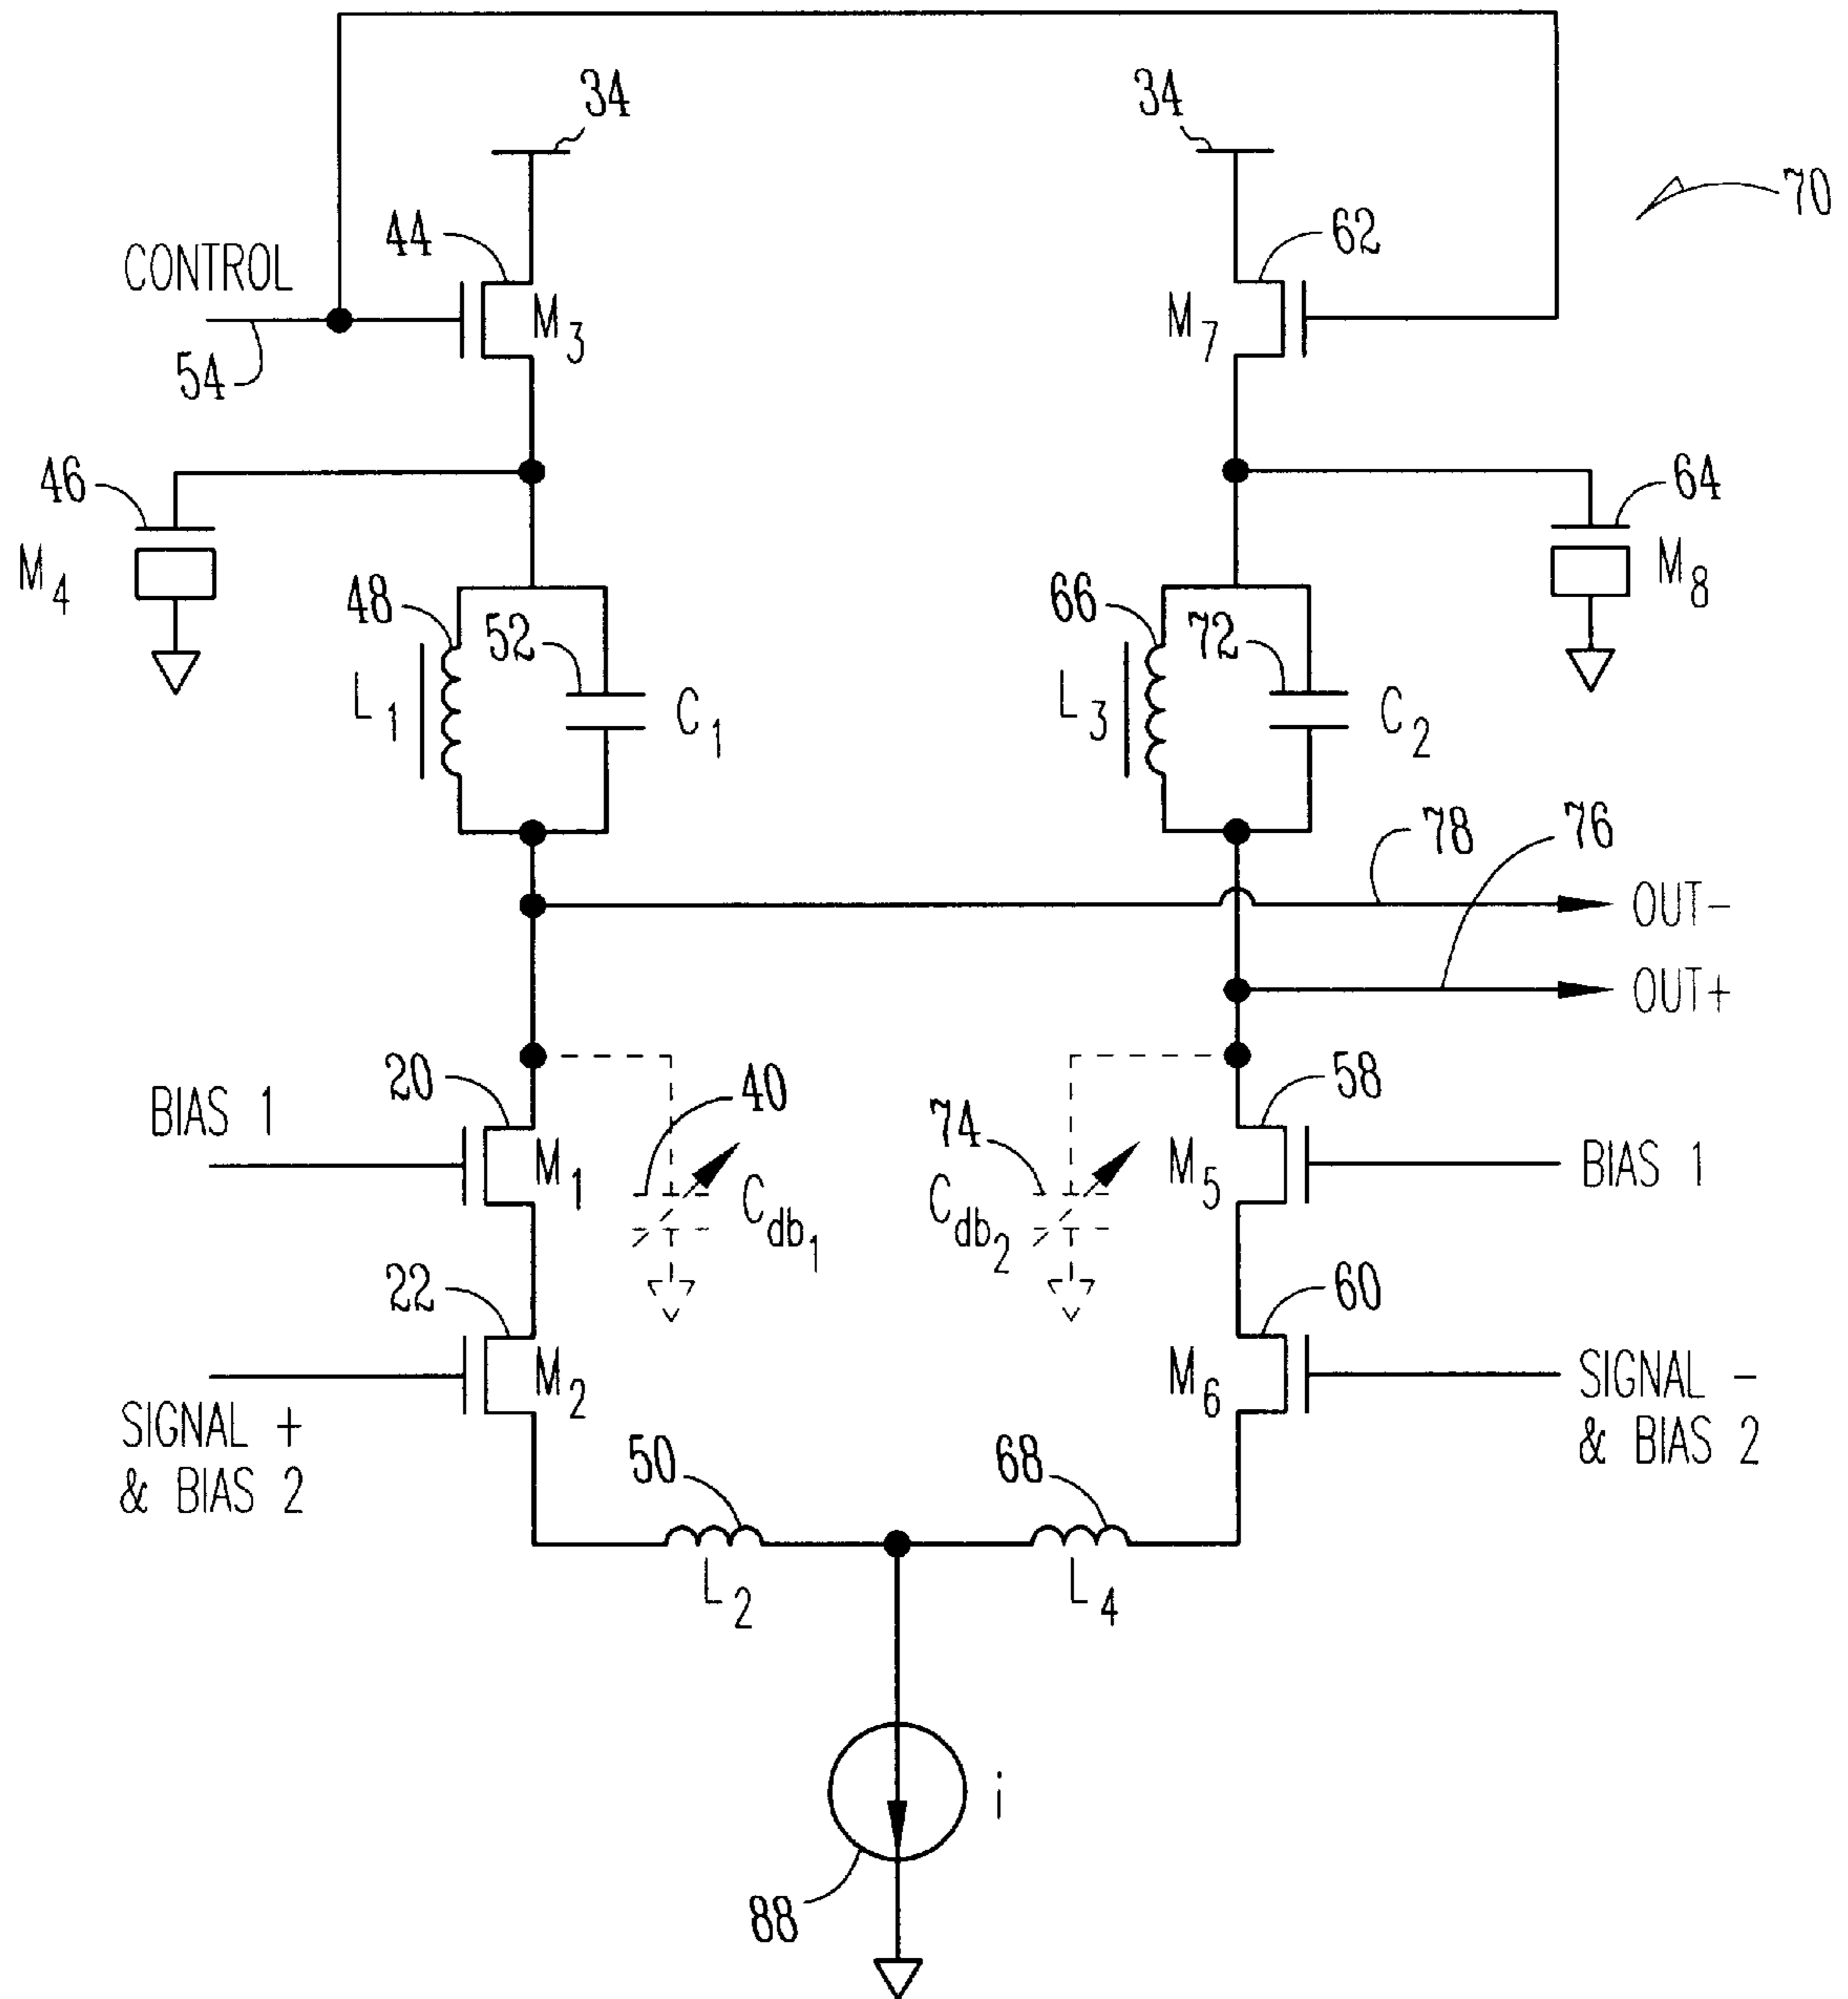 34
34
70
44
62
CONTROL
M3
M7
54
46
64
M4
M8
48
52
66
72
L1
C1
L3
C2
78
76
OUT-
OUT+
20
58
BIAS 1
40
74
M1
Cdb1
Cdb2
M5
BIAS 1
22
60
M2
M6
SIGNAL +
& BIAS 2
SIGNAL -
& BIAS 2
50
68
L2
L4
i
88